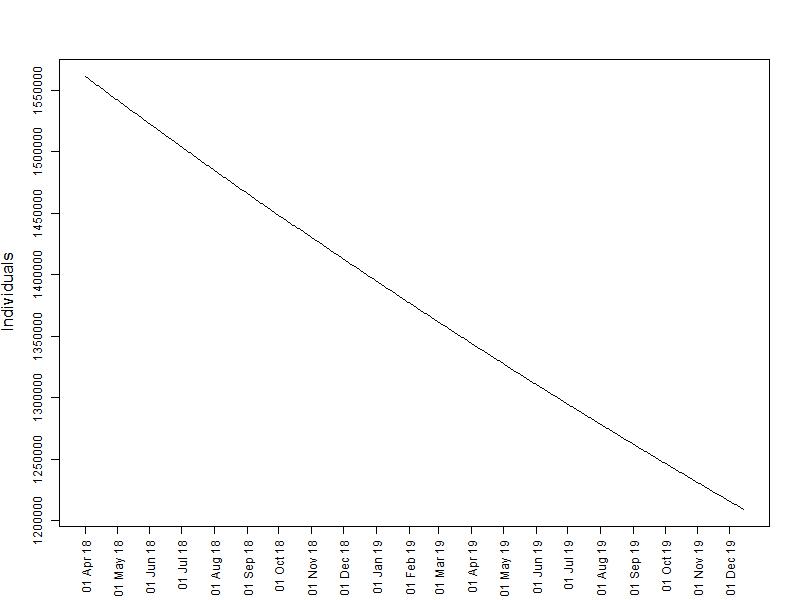 Individuals
1550000
1500000
1450000
1400000
1350000
1300000
1250000
1200000
01 Apr 18
01 May 18
01 Jun 18
01 Jul 18
01 Aug 18
01 Sep 18
01 Oct 18
01 Nov 18
01 Dec 18
01 Jan 19
01 Feb 19
01 Mar 19
01 Apr 19
01 May 19
01 Jun 19
01 Jul 19
01 Aug 19
01 Sep 19
01 Oct 19
01 Nov 19
01 Dec 19